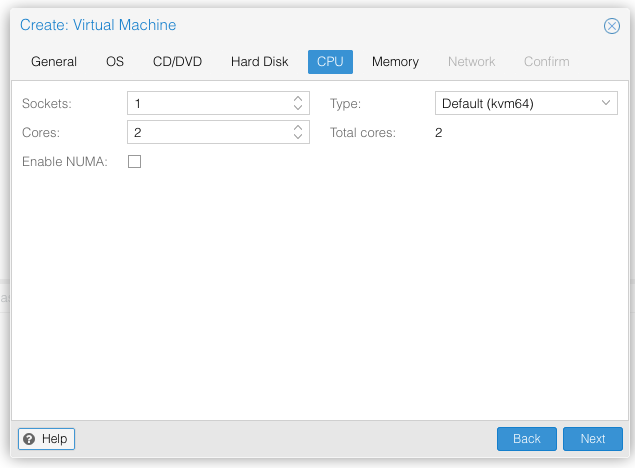 Create: Virtual Machine
General OS CD/DVD Hard Disk CPU Memory Network Confirm
Sockets: 1 Type: Default (kvm64)
Cores: 2 Total cores: 2
Enable NUMA:
? Help Back Next